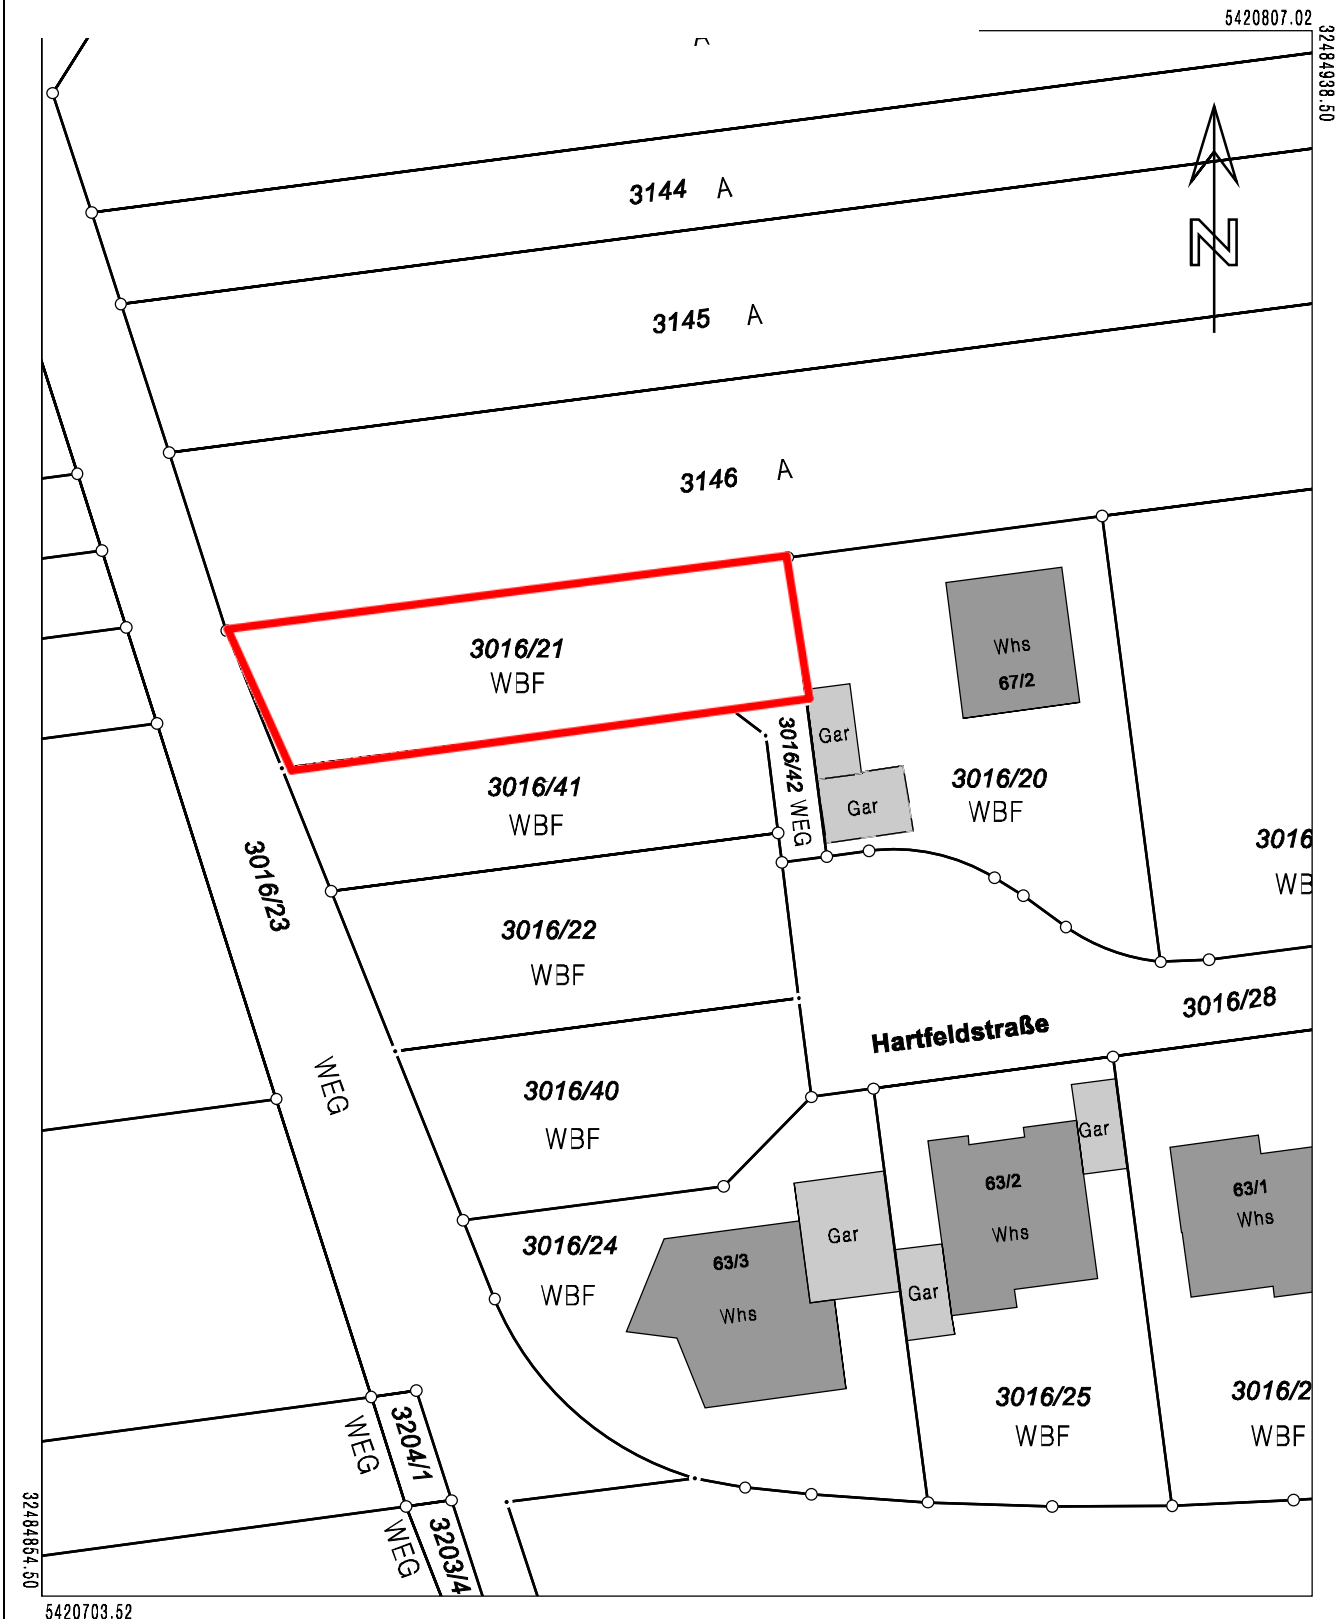 5420807.02
32484938.50
A
3144 A
N
3145 A
3146 A
3016/21
WBF
Whs
67/2
Gar
3016/42 WEG
3016/41
WBF
Gar
3016/20
WBF
3016
WB
3016/23
3016/22
WBF
3016/28
Hartfeldstraße
WEG
3016/40
WBF
Gar
63/2
Whs
63/1
Whs
3016/24
WBF
63/3
Whs
Gar
Gar
3016/25
WBF
3016/2
WBF
WEG
3204/1
WEG
3203/4
32484854.50
5420703.52